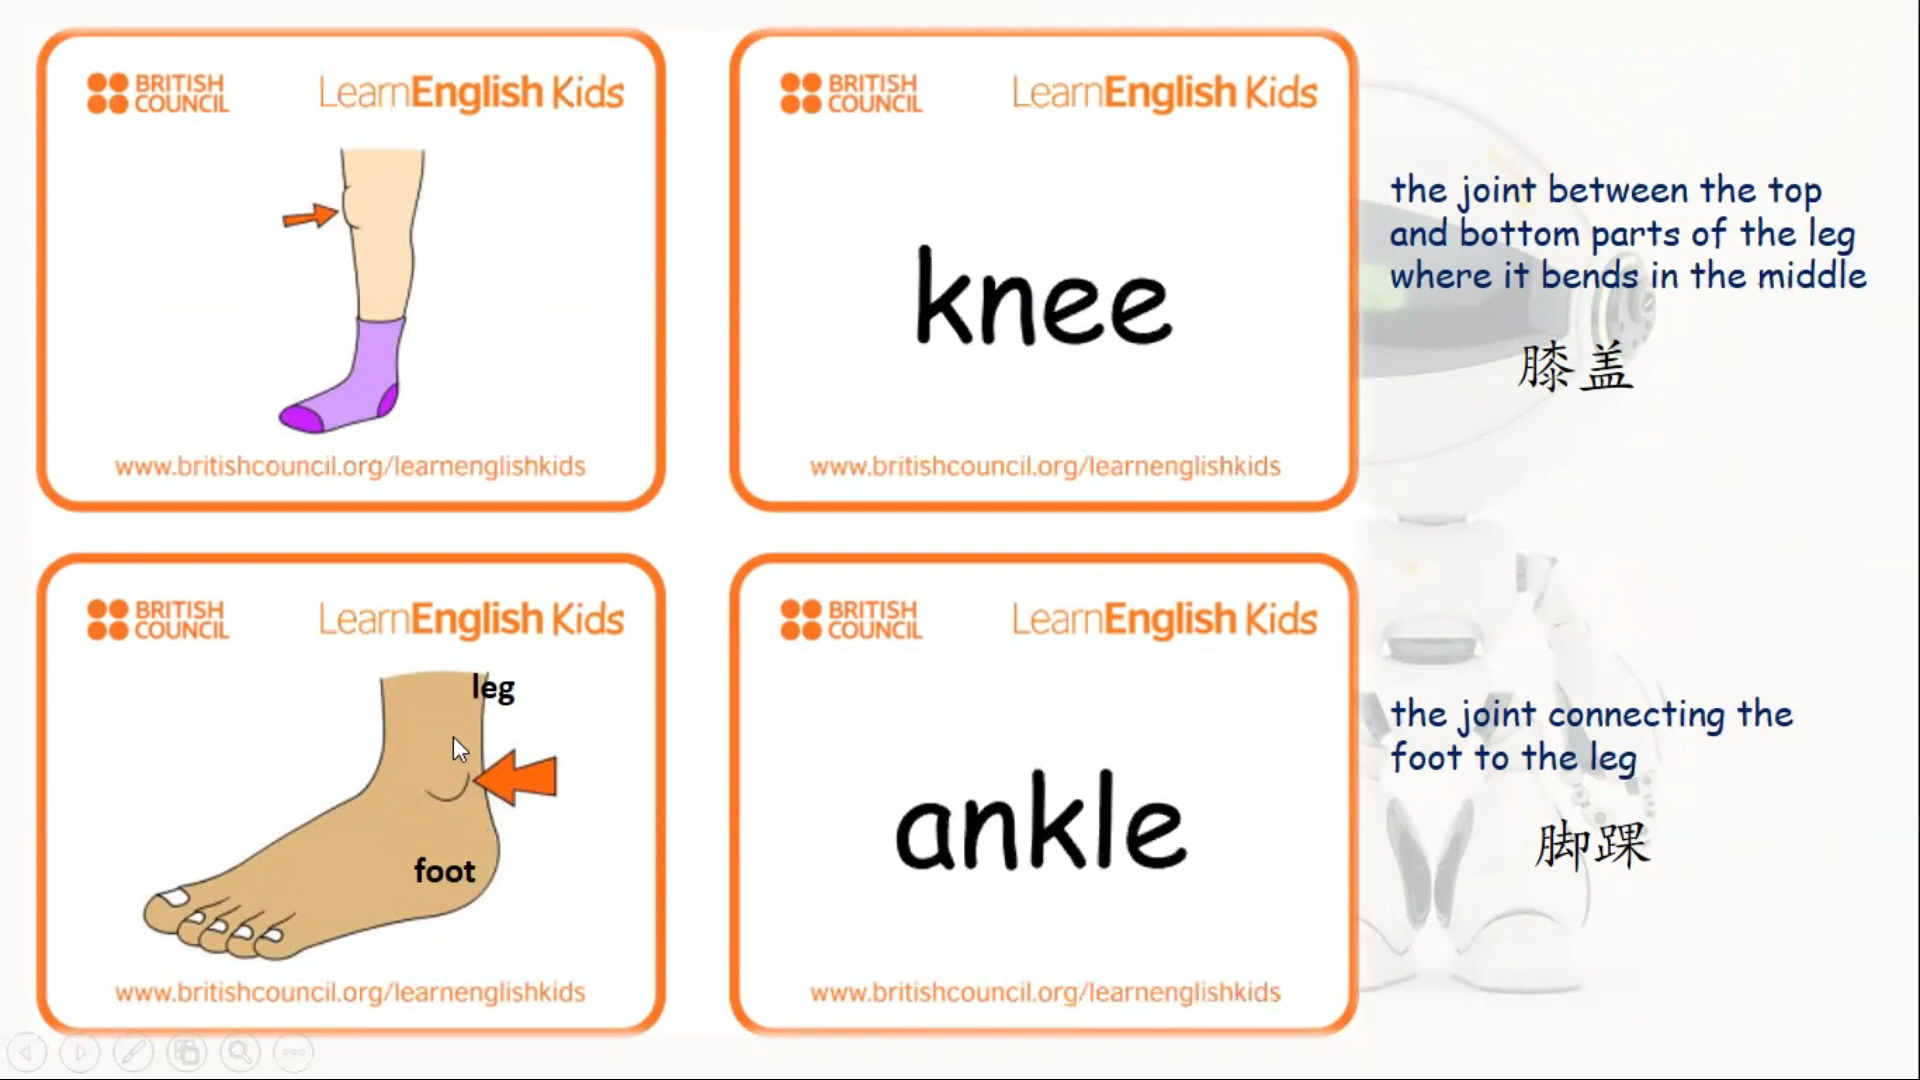 BRITISH
COUNCIL
LearnEnglish Kids
www.britishcouncil.org/learnenglishkids
BRITISH
COUNCIL
LearnEnglish Kids
knee
www.britishcouncil.org/learnenglishkids
the joint between the top
and bottom parts of the leg
where it bends in the middle
膝盖
BRITISH
COUNCIL
LearnEnglish Kids
leg
foot
www.britishcouncil.org/learnenglishkids
BRITISH
COUNCIL
LearnEnglish Kids
ankle
www.britishcouncil.org/learnenglishkids
the joint connecting the
foot to the leg
脚踝